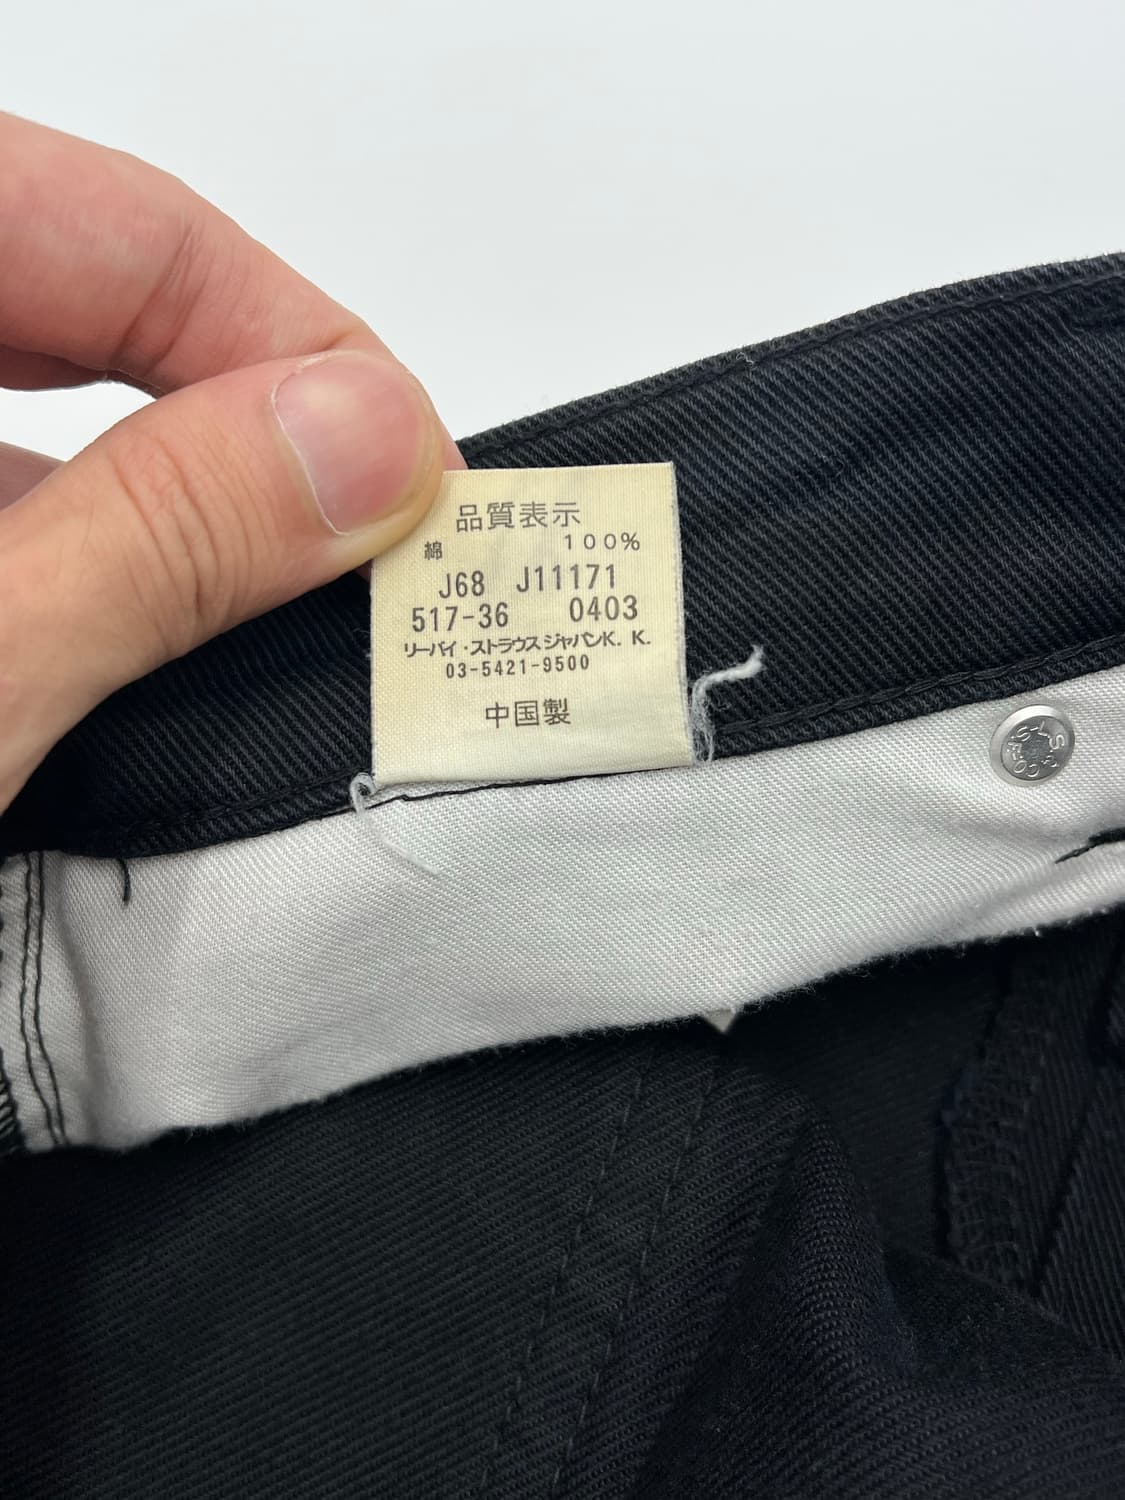 品質表示
綿 100%
J68 J11171
517-36 0403
リーバイ・ストラウスジャパンK. K.
03-5421-9500
中国製